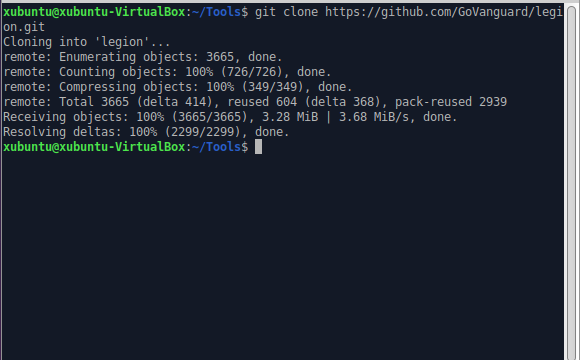 xubuntu@xubuntu-VirtualBox:~/Tools$ git clone https://github.com/GoVanguard/legi
on.git
Cloning into 'legion'...
remote: Enumerating objects: 3665, done.
remote: Counting objects: 100% (726/726), done.
remote: Compressing objects: 100% (349/349), done.
remote: Total 3665 (delta 414), reused 604 (delta 368), pack-reused 2939
Receiving objects: 100% (3665/3665), 3.28 MiB | 3.68 MiB/s, done.
Resolving deltas: 100% (2299/2299), done.
xubuntu@xubuntu-VirtualBox:~/Tools$